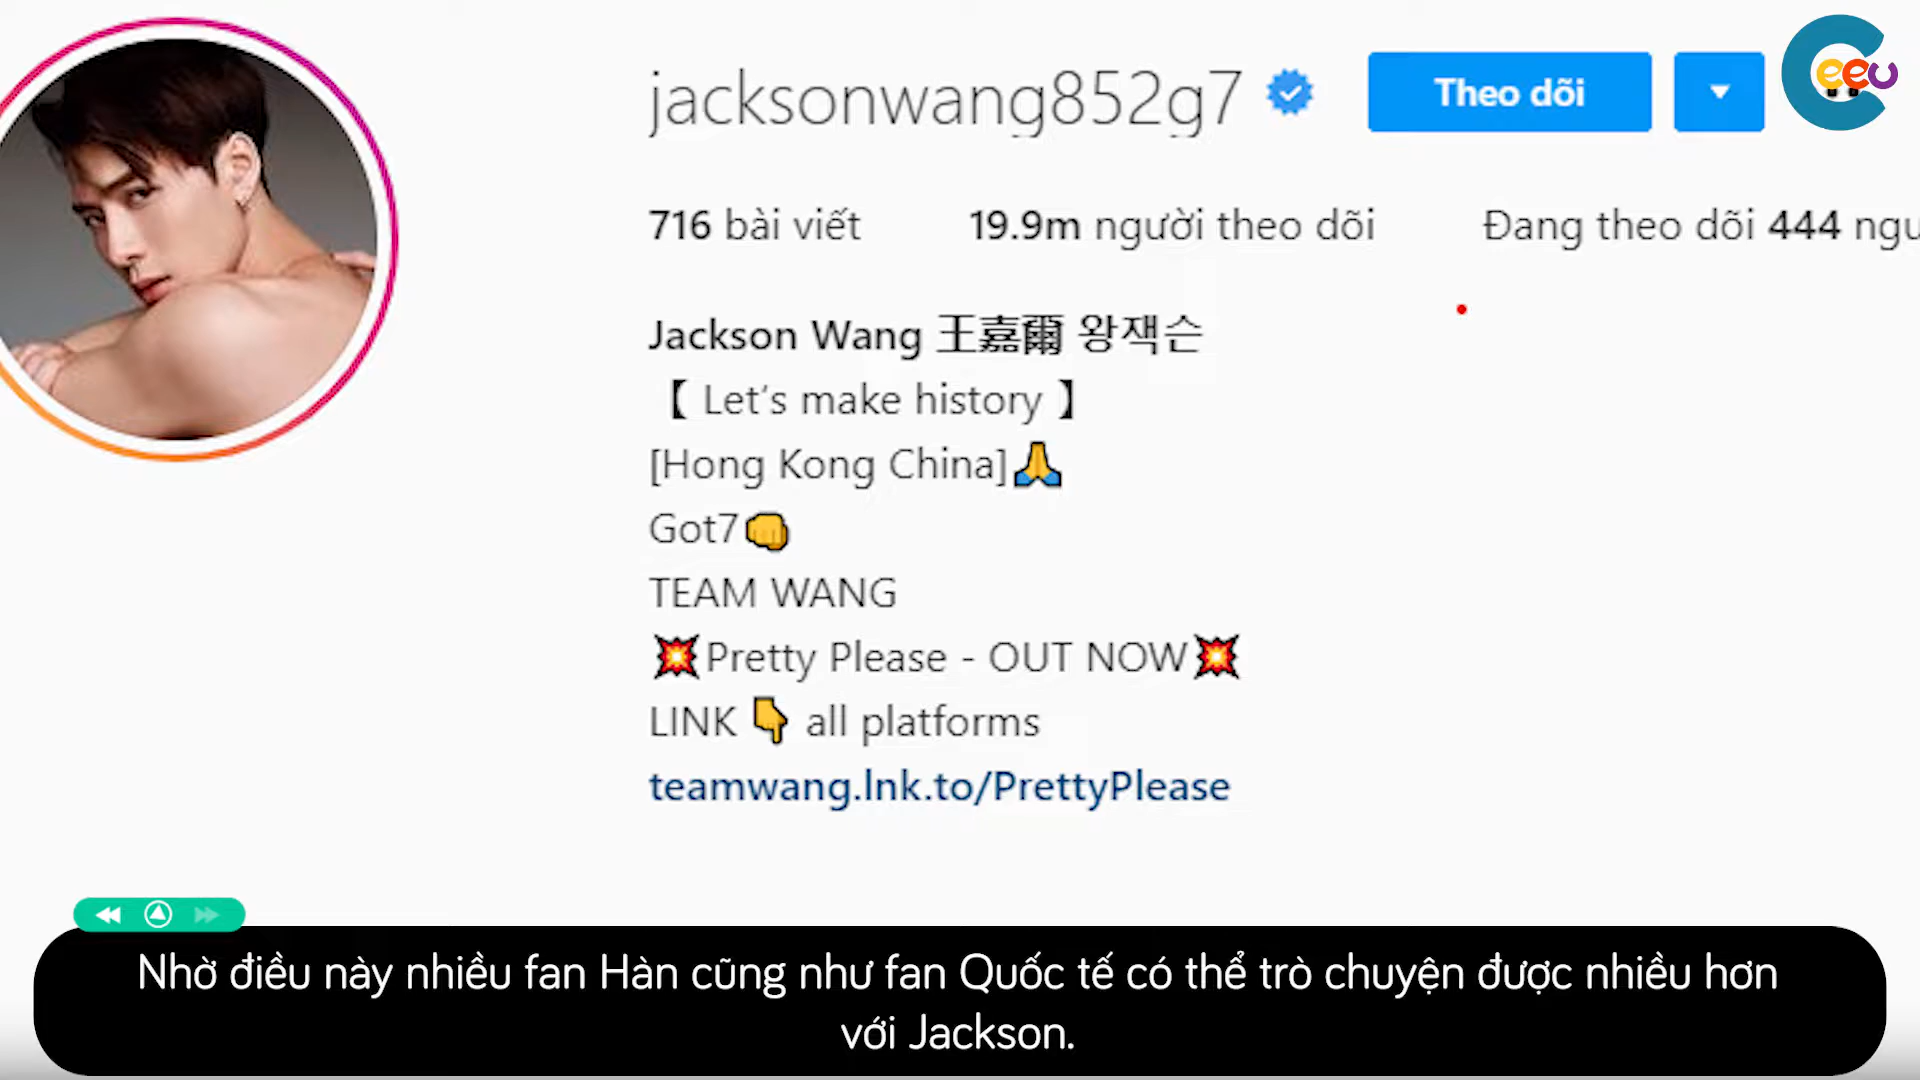 jacksonwang852g7
Theo dõi
Ceeu
716 bài viết 19.9m người theo dõi Đang theo dõi 444
Jackson Wang 王嘉爾 왕잭슨
【 Let's make history 】
[Hong Kong China]🙏
Got7👊
TEAM WANG
💥Pretty Please - OUT NOW💥
LINK 👇 all platforms
teamwang.lnk.to/PrettyPlease
Nhờ điều này nhiều fan Hàn cũng như fan Quốc tế có thể trò chuyện được nhiều hơn
với Jackson.